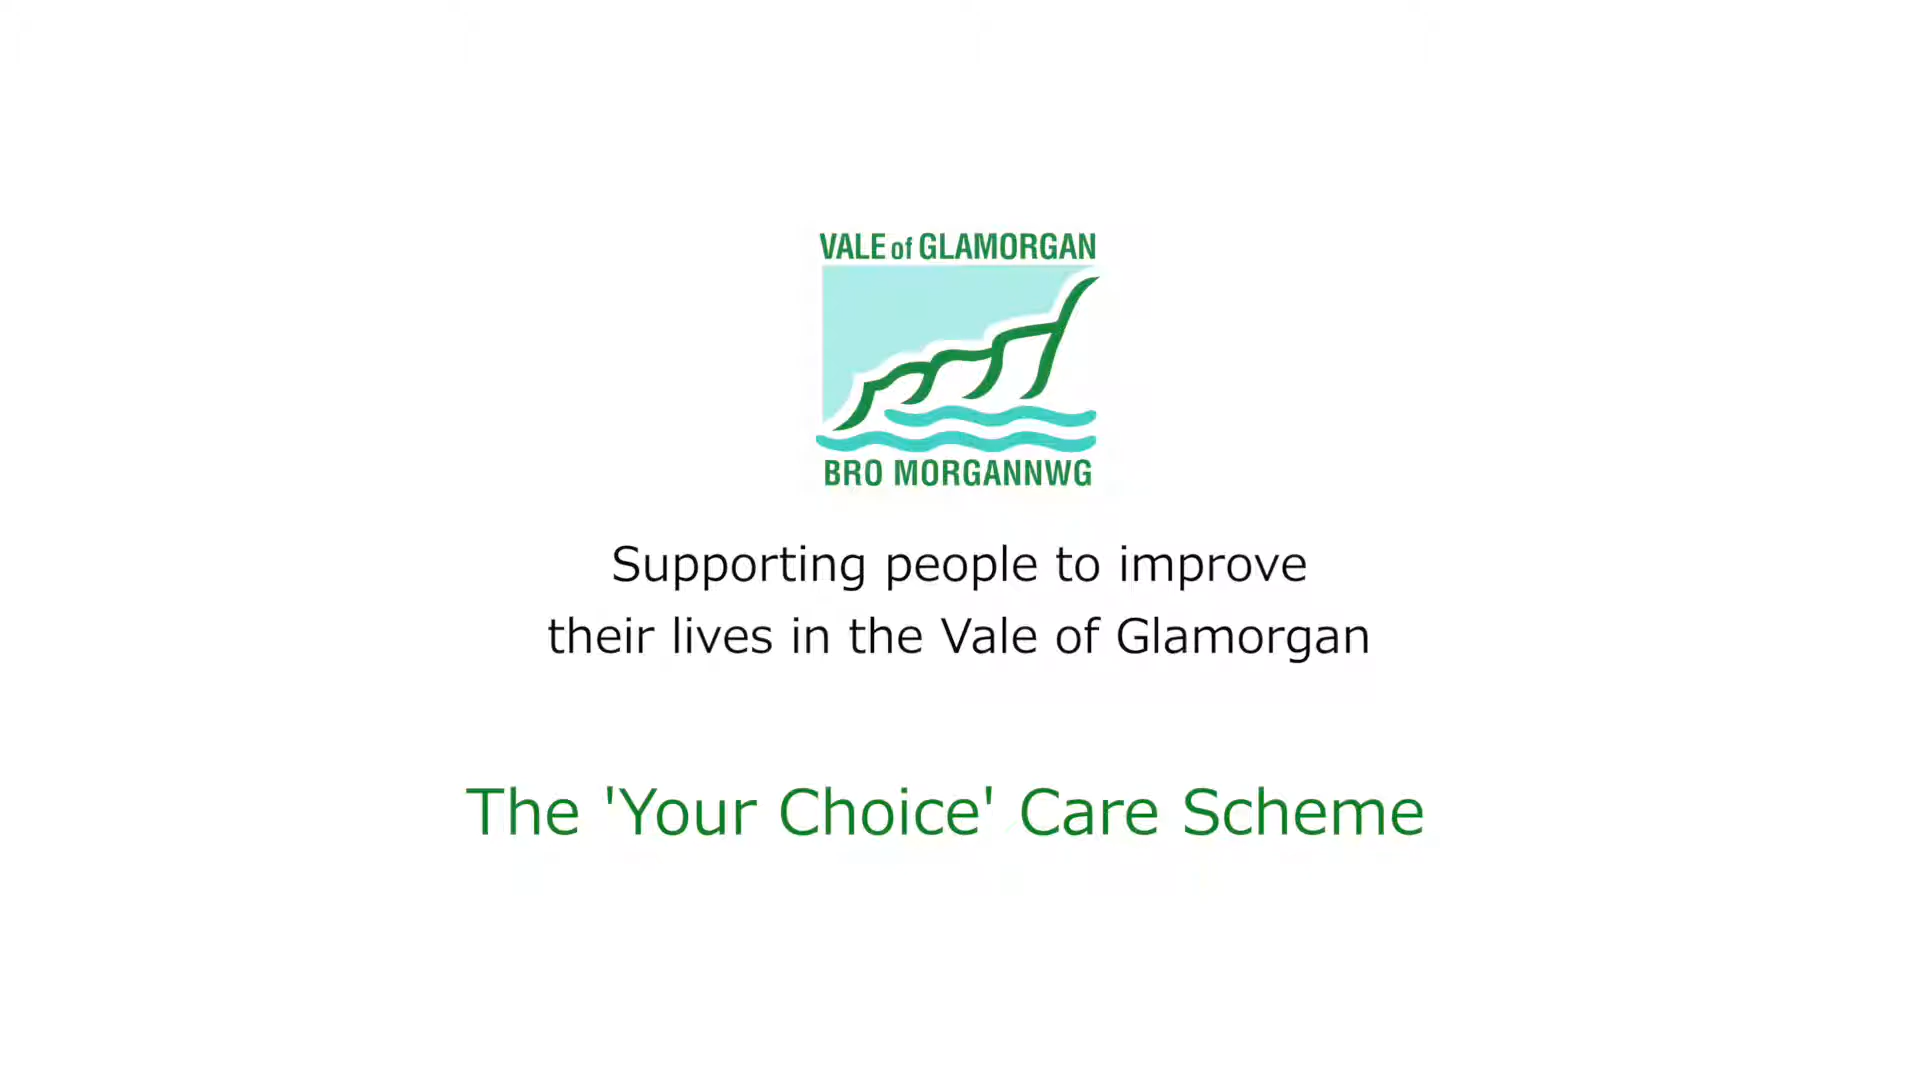 VALE of GLAMORGAN
BRO MORGANNWG
Supporting people to improve
their lives in the Vale of Glamorgan
The 'Your Choice' Care Scheme